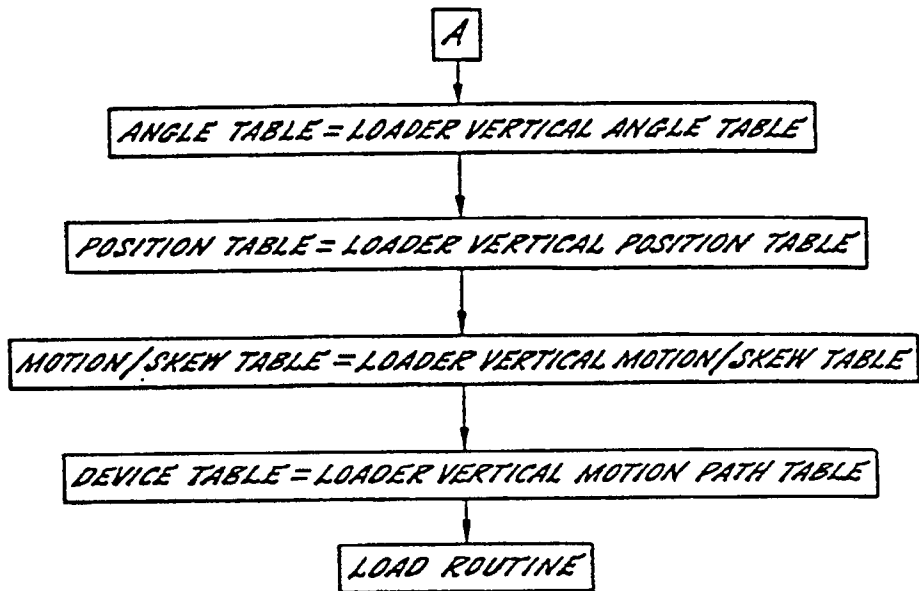 A
ANGLE TABLE = LOADER VERTICAL ANGLE TABLE
POSITION TABLE = LOADER VERTICAL POSITION TABLE
MOTION/SKEW TABLE = LOADER VERTICAL MOTION/SKEW TABLE
DEVICE TABLE = LOADER VERTICAL MOTION PATH TABLE
LOAD ROUTINE